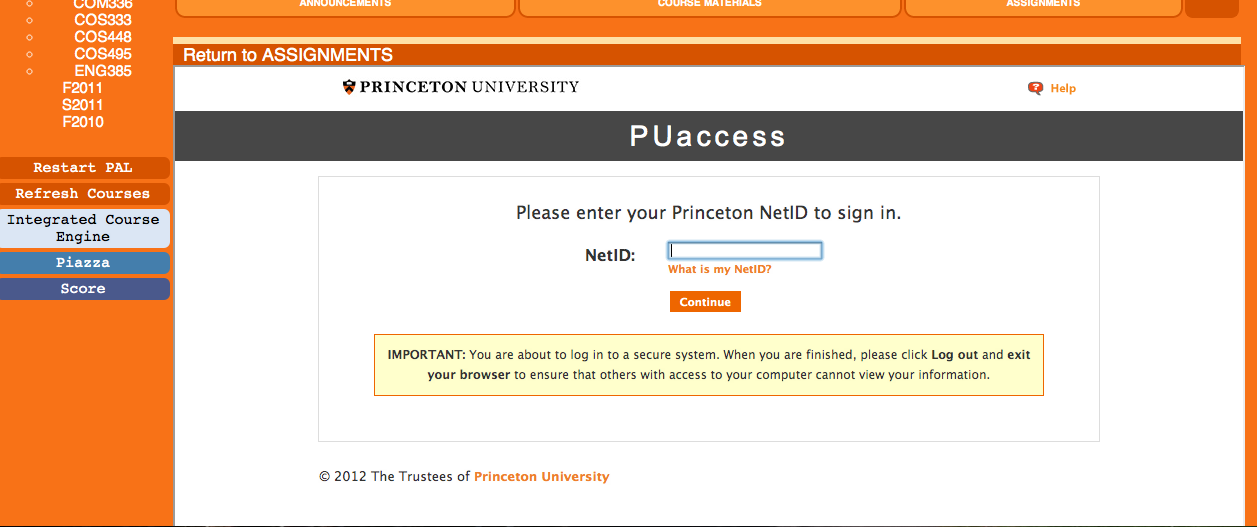 COM336
COS333
COS448
COS495
ENG385
F2011
S2011
F2010
Restart PAL
Refresh Courses
Integrated Course
Engine
Piazza
Score
ANNOUNCEMENTS
COURSE MATERIALS
ASSIGNMENTS
Return to ASSIGNMENTS
PRINCETON UNIVERSITY
Help
PUaccess
Please enter your Princeton NetID to sign in.
NetID:
What is my NetID?
Continue
IMPORTANT: You are about to log in to a secure system. When you are finished, please click Log out and exit
your browser to ensure that others with access to your computer cannot view your information.
© 2012 The Trustees of Princeton University